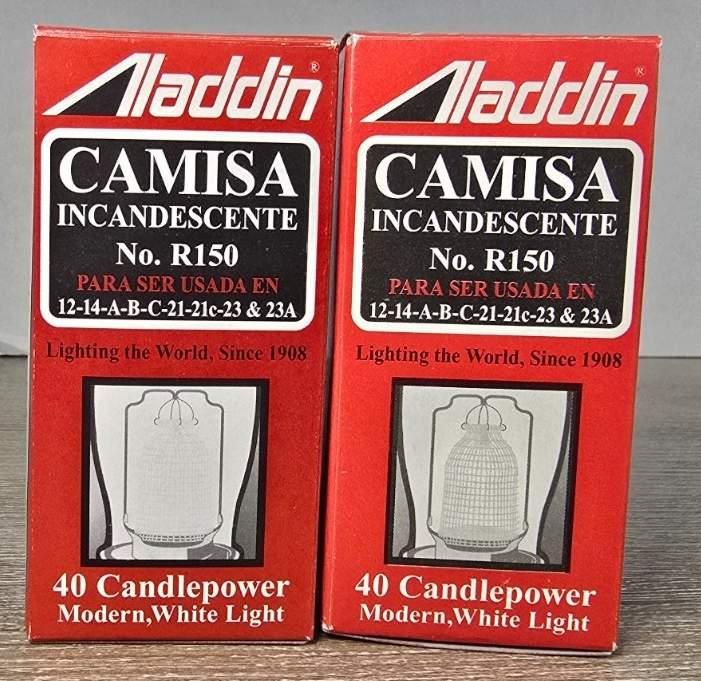 Aladdin®
CAMISA
INCANDESCENTE
No. R150
PARA SER USADA EN
12-14-A-B-C-21-21c-23 & 23A
Lighting the World, Since 1908
40 Candlepower
Modern,White Light
Aladdin®
CAMISA
INCANDESCENTE
No. R150
PARA SER USADA EN
12-14-A-B-C-21-21c-23 & 23A
Lighting the World, Since 1908
40 Candlepower
Modern,White Light